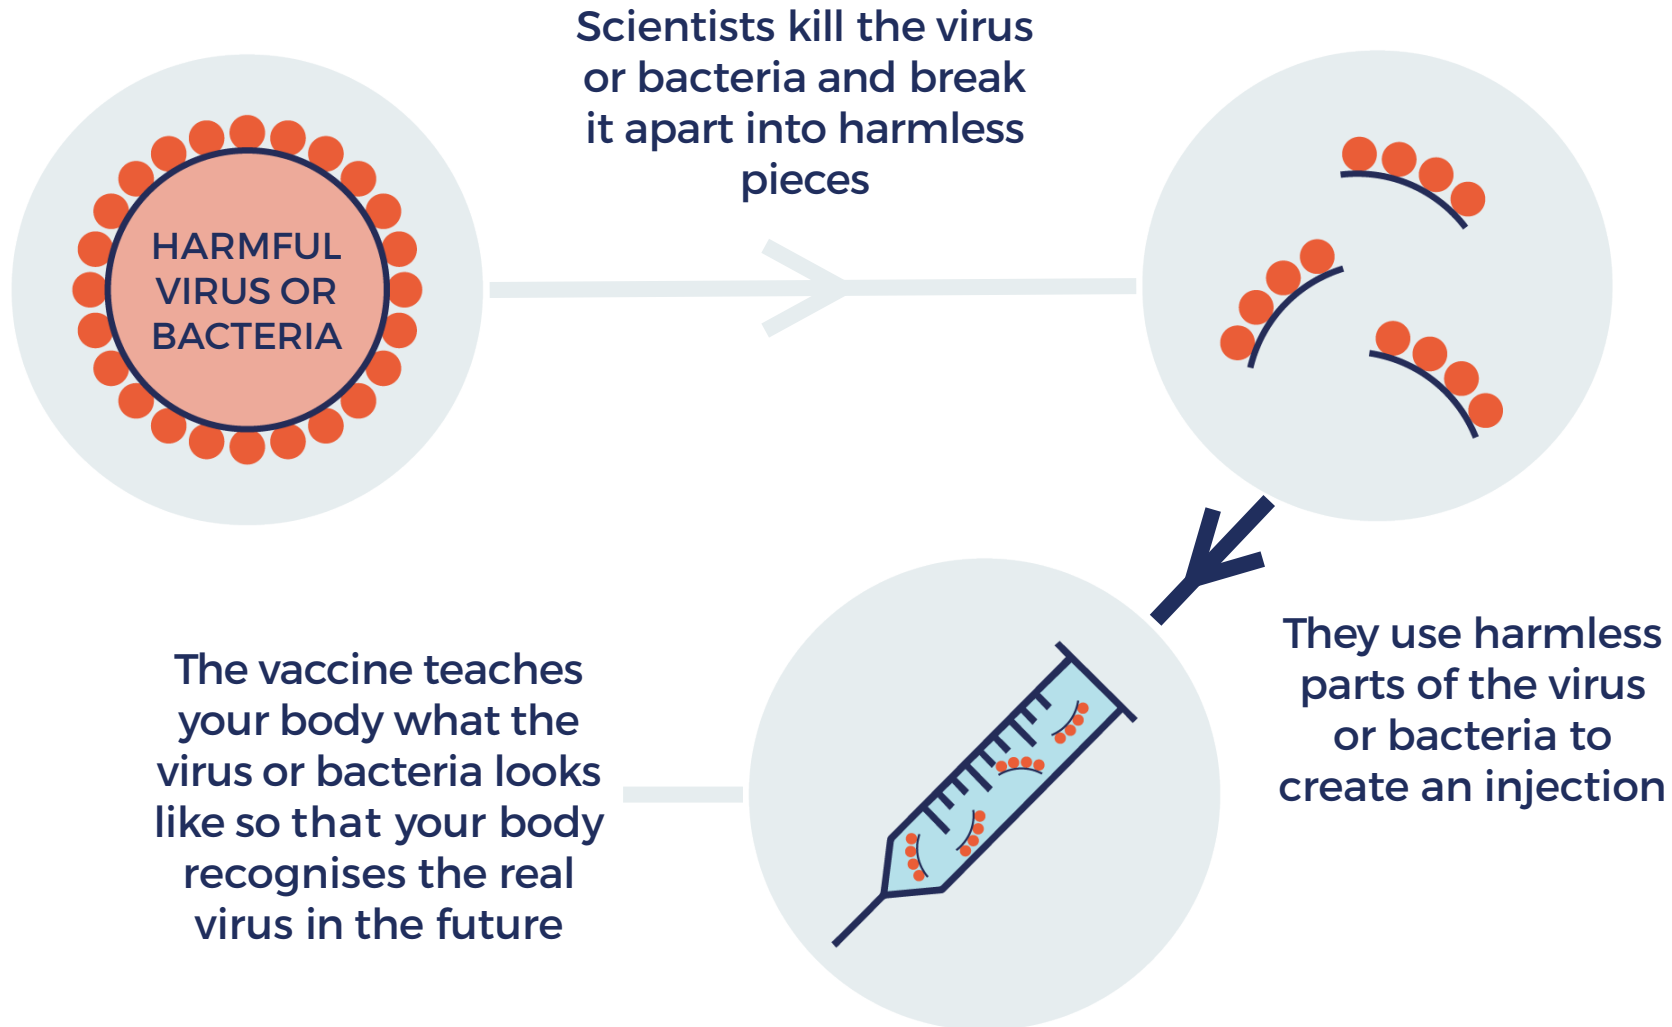 Scientists kill the virus
or bacteria and break
it apart into harmless
pieces
HARMFUL
VIRUS OR
BACTERIA
They use harmless
parts of the virus
or bacteria to
create an injection
The vaccine teaches
your body what the
virus or bacteria looks
like so that your body
recognises the real
virus in the future